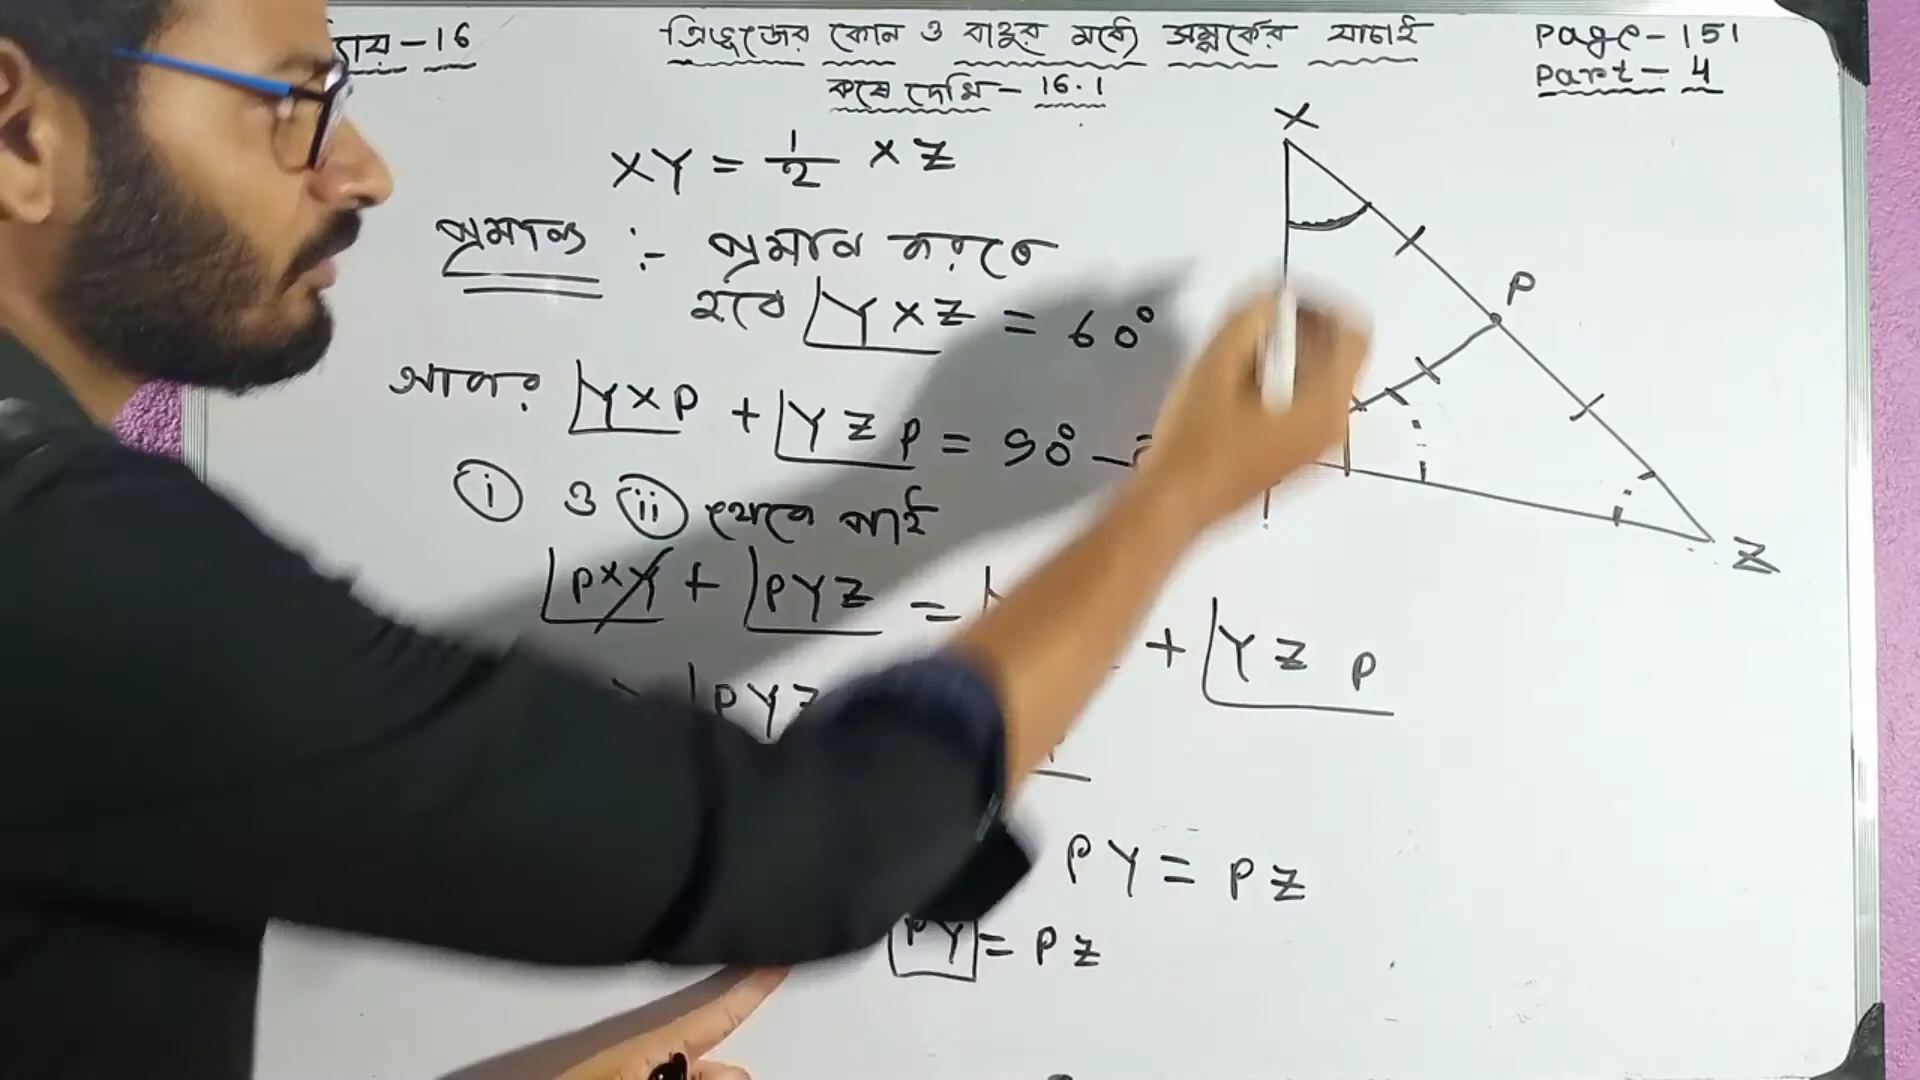 ত্রিভুজের কোন ও বাহুর মধ্যে সম্পর্কের যাচাই
কষে দেখি – 16.1
Page – 151
Part – 4
– 16
XY = 1/2 XZ
প্রমাণ :- প্রমাণ করতে
হবে ∠YXZ = 60°
আবার ∠YXP + ∠YZP = 90° –
(i) ও (ii) থেকে পাই
∠PXY + ∠PYZ = + ∠YZP
∠PYZ
PY = PZ
PY = PZ
X
P
Z